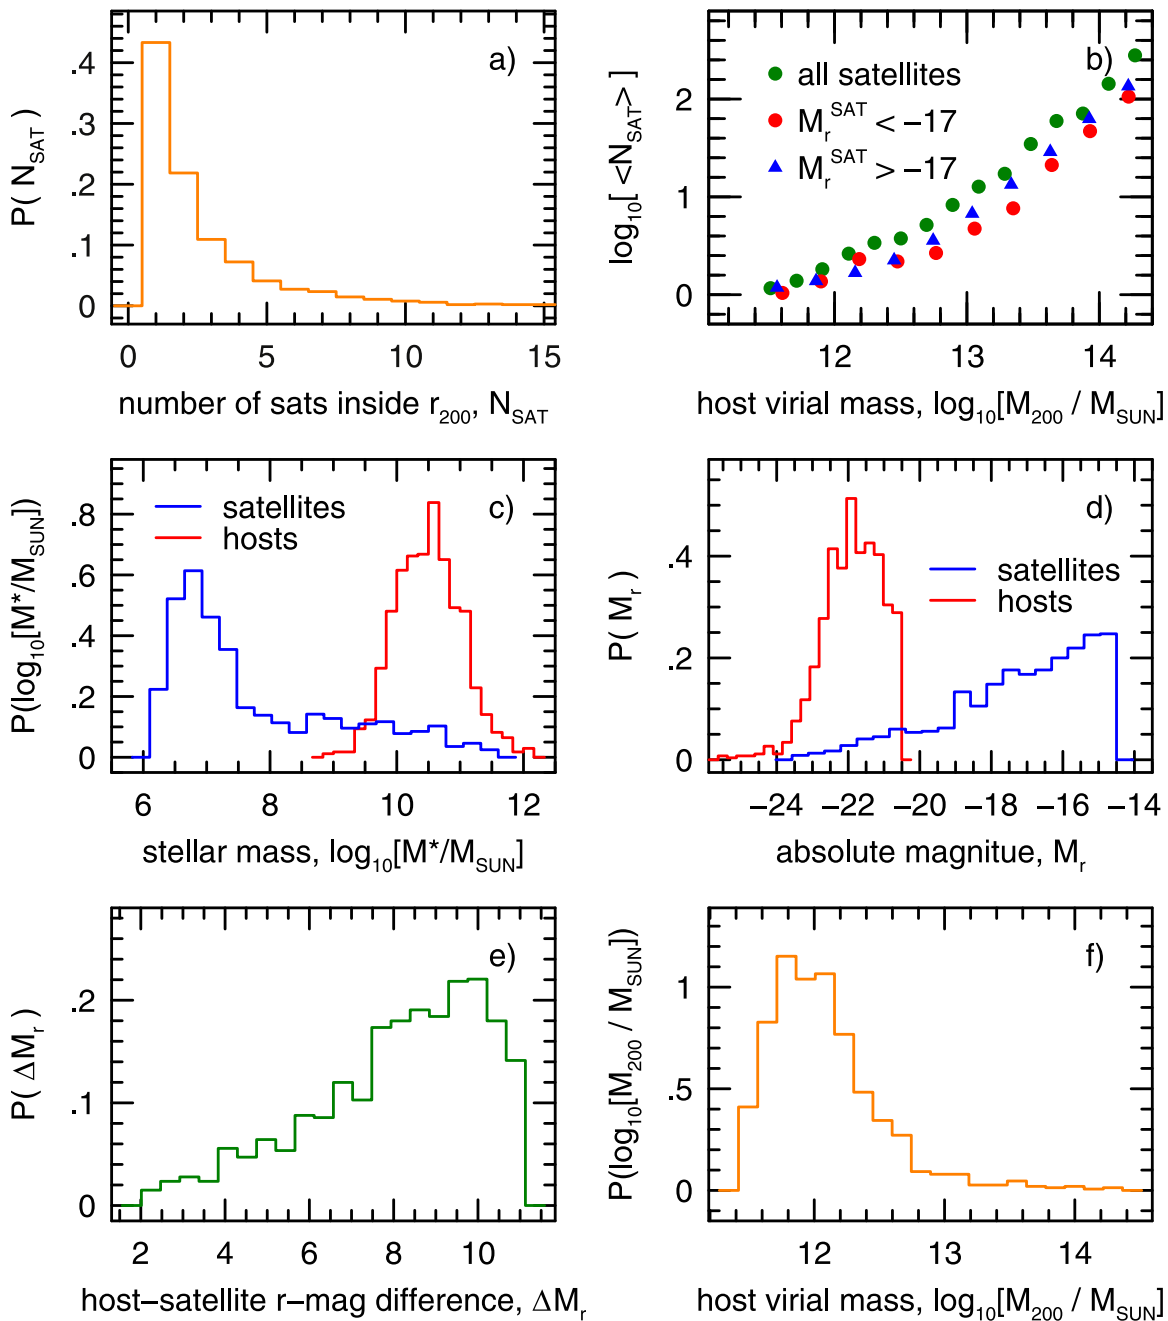 a)
P( N_SAT)
.4
.3
.2
.1
0
0 5 10 15
number of sats inside r_200, N_SAT
b)
all satellites
M_r^SAT < −17
M_r^SAT > −17
log_10[ <N_SAT> ]
2
1
0
12 13 14
host virial mass, log_10[M_200 / M_SUN]
c)
satellites
hosts
P(log_10[M*/M_SUN])
.8
.6
.4
.2
0
6 8 10 12
stellar mass, log_10[M*/M_SUN]
d)
satellites
hosts
P( M_r)
.4
.2
0
−24 −22 −20 −18 −16 −14
absolute magnitue, M_r
e)
P( ΔM_r)
.2
.1
0
2 4 6 8 10
host−satellite r−mag difference, ΔM_r
f)
P(log_10[M_200 / M_SUN])
1
.5
0
12 13 14
host virial mass, log_10[M_200 / M_SUN]